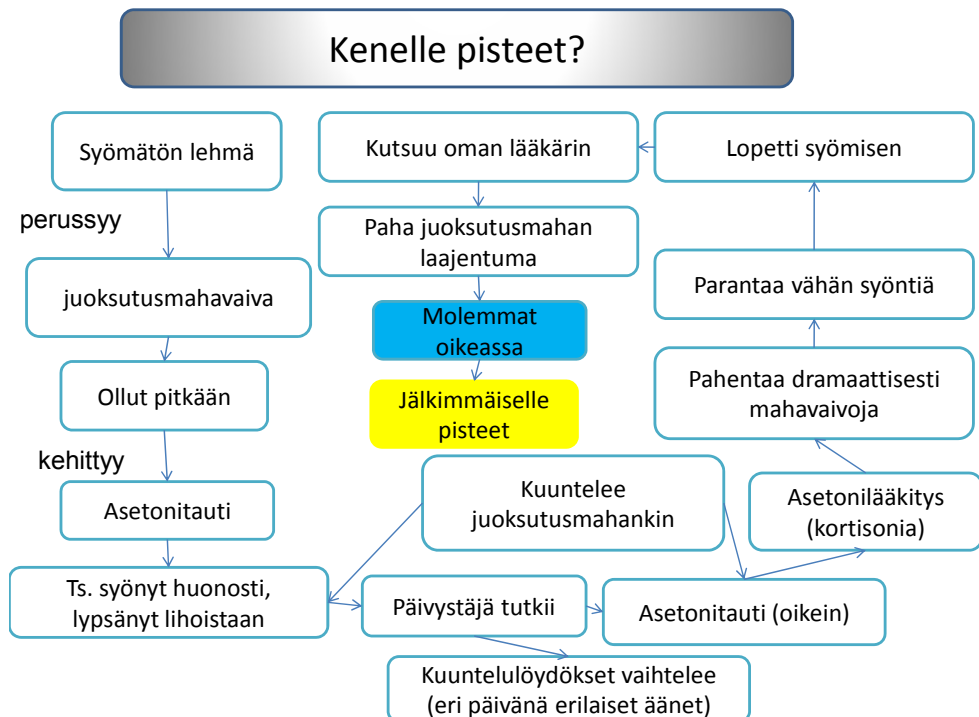 Kenelle pisteet?
Syömätön lehmä
perussyy
juoksutusmahavaiva
Ollut pitkään
kehittyy
Asetonitauti
Ts. syönyt huonosti,
lypsänyt lihoistaan
Päivystäjä tutkii
Kuuntelulöydökset vaihtelee
(eri päivänä erilaiset äänet)
Kuuntelee
juoksutusmahankin
Asetonitauti (oikein)
Asetonilääkitys
(kortisonia)
Pahentaa dramaattisesti
mahavaivoja
Parantaa vähän syöntiä
Lopetti syömisen
Kutsuu oman lääkärin
Paha juoksutusmahan
laajentuma
Molemmat
oikeassa
Jälkimmäiselle
pisteet